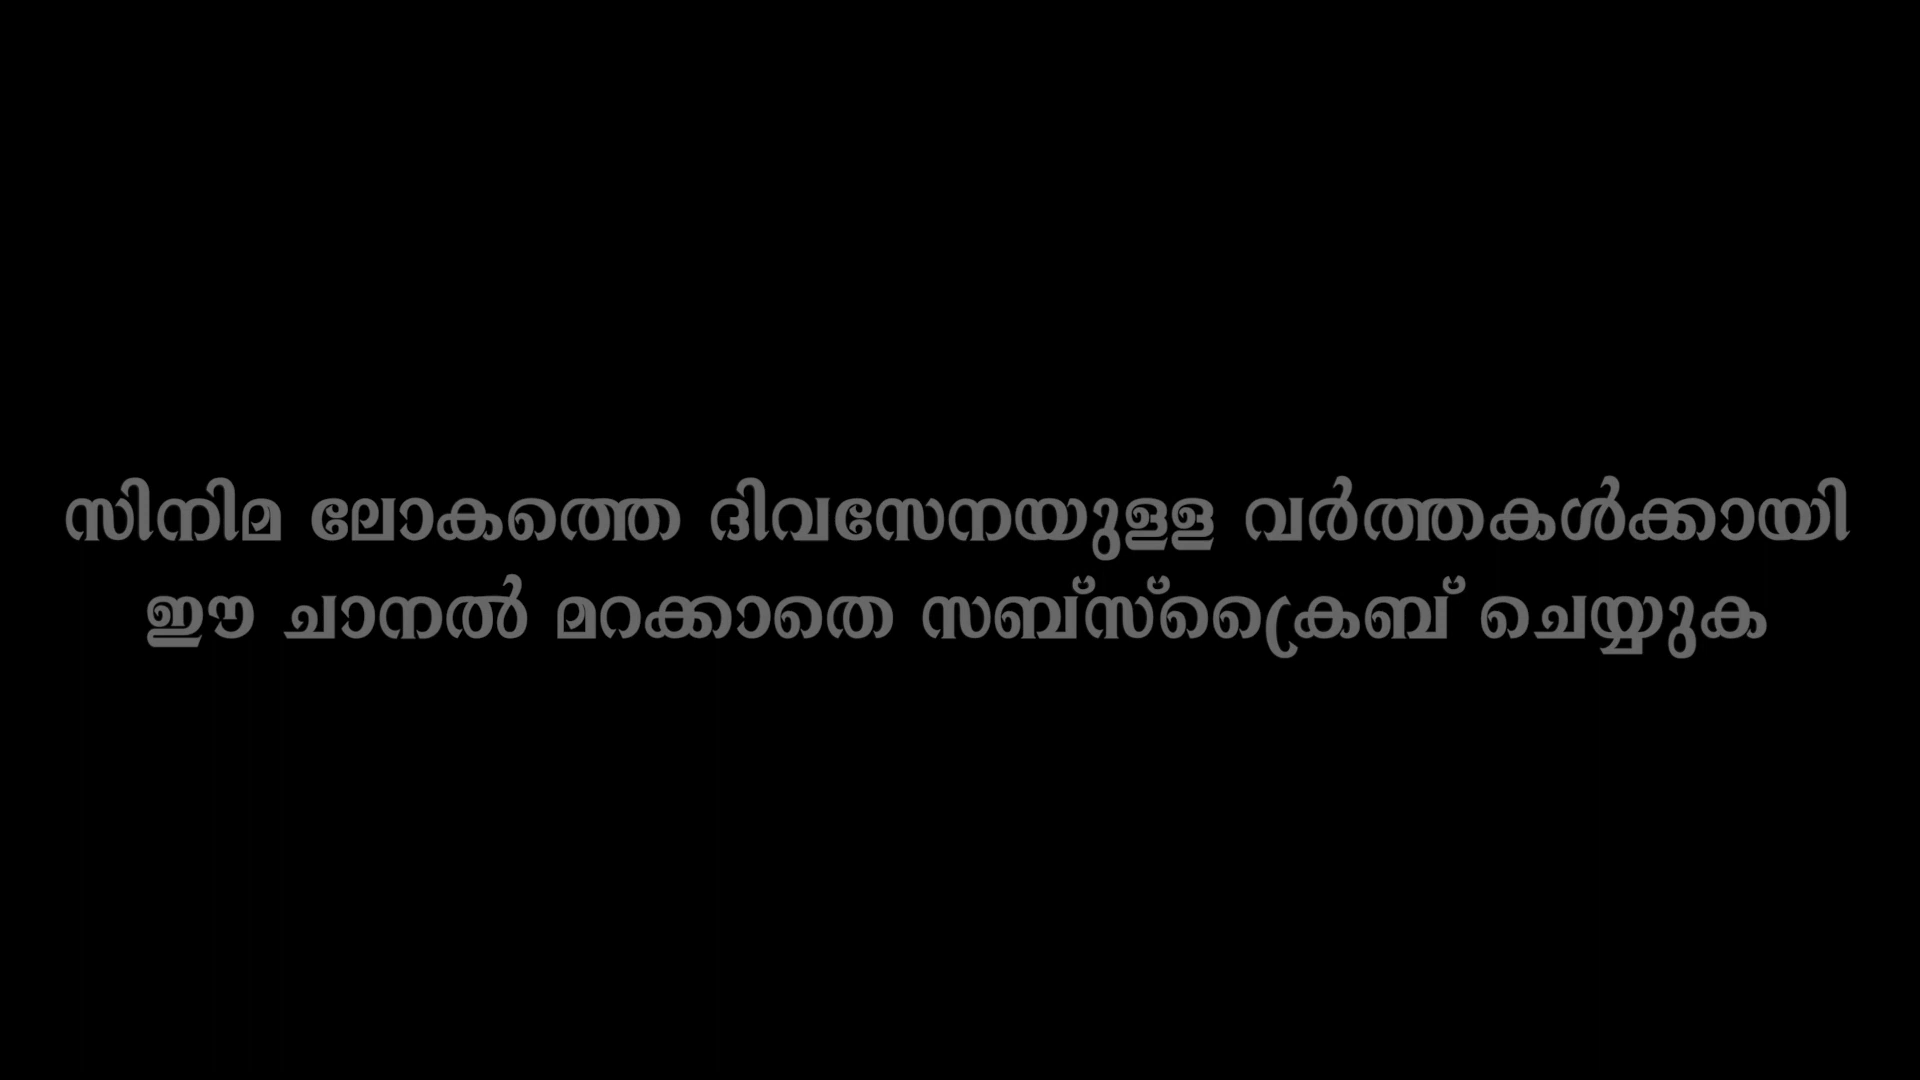 സിനിമ ലോകത്തെ ദിവസേനയുള്ള വർത്തകൾക്കായി
ഈ ചാനൽ മറക്കാതെ സബ്സ്ക്രൈബ് ചെയ്യുക